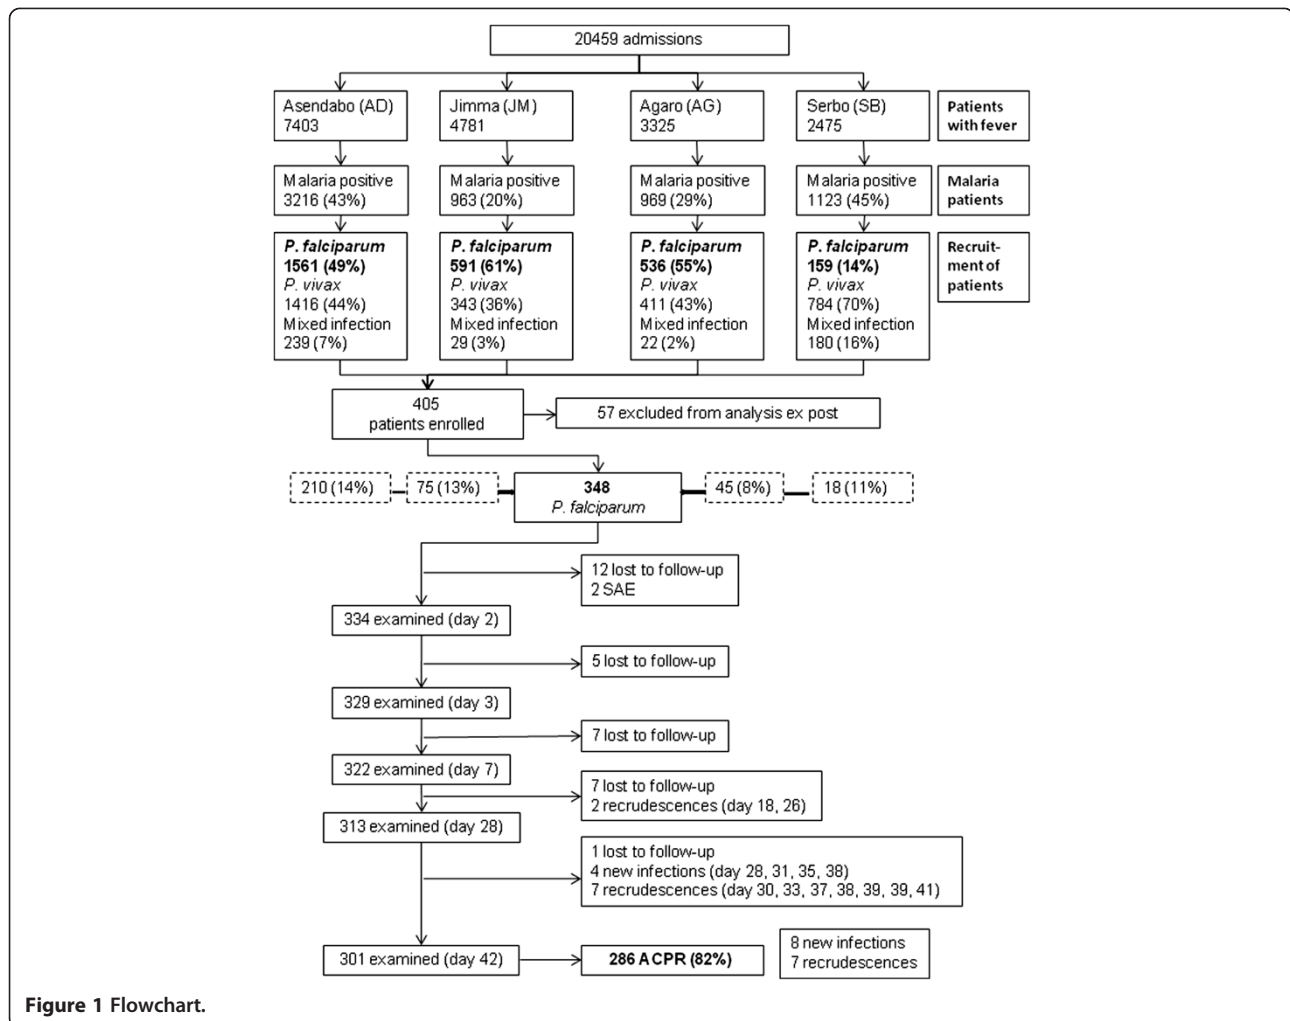 20459 admissions
Asendabo (AD)
7403
Jimma (JM)
4781
Agaro (AG)
3325
Serbo (SB)
2475
Patients
with fever
Malaria positive
3216 (43%)
Malaria positive
963 (20%)
Malaria positive
969 (29%)
Malaria positive
1123 (45%)
Malaria
patients
P. falciparum
1561 (49%)
P. vivax
1416 (44%)
Mixed infection
239 (7%)
P. falciparum
591 (61%)
P. vivax
343 (36%)
Mixed infection
29 (3%)
P. falciparum
536 (55%)
P. vivax
411 (43%)
Mixed infection
22 (2%)
P. falciparum
159 (14%)
P. vivax
784 (70%)
Mixed infection
180 (16%)
Recruit-
ment of
patients
405
patients enrolled
57 excluded from analysis ex post
210 (14%)
75 (13%)
348
P. falciparum
45 (8%)
18 (11%)
12 lost to follow-up
2 SAE
334 examined (day 2)
5 lost to follow-up
329 examined (day 3)
7 lost to follow-up
322 examined (day 7)
7 lost to follow-up
2 recrudescences (day 18, 26)
313 examined (day 28)
1 lost to follow-up
4 new infections (day 28, 31, 35, 38)
7 recrudescences (day 30, 33, 37, 38, 39, 39, 41)
301 examined (day 42)
286 ACPR (82%)
8 new infections
7 recrudescences
Figure 1 Flowchart.